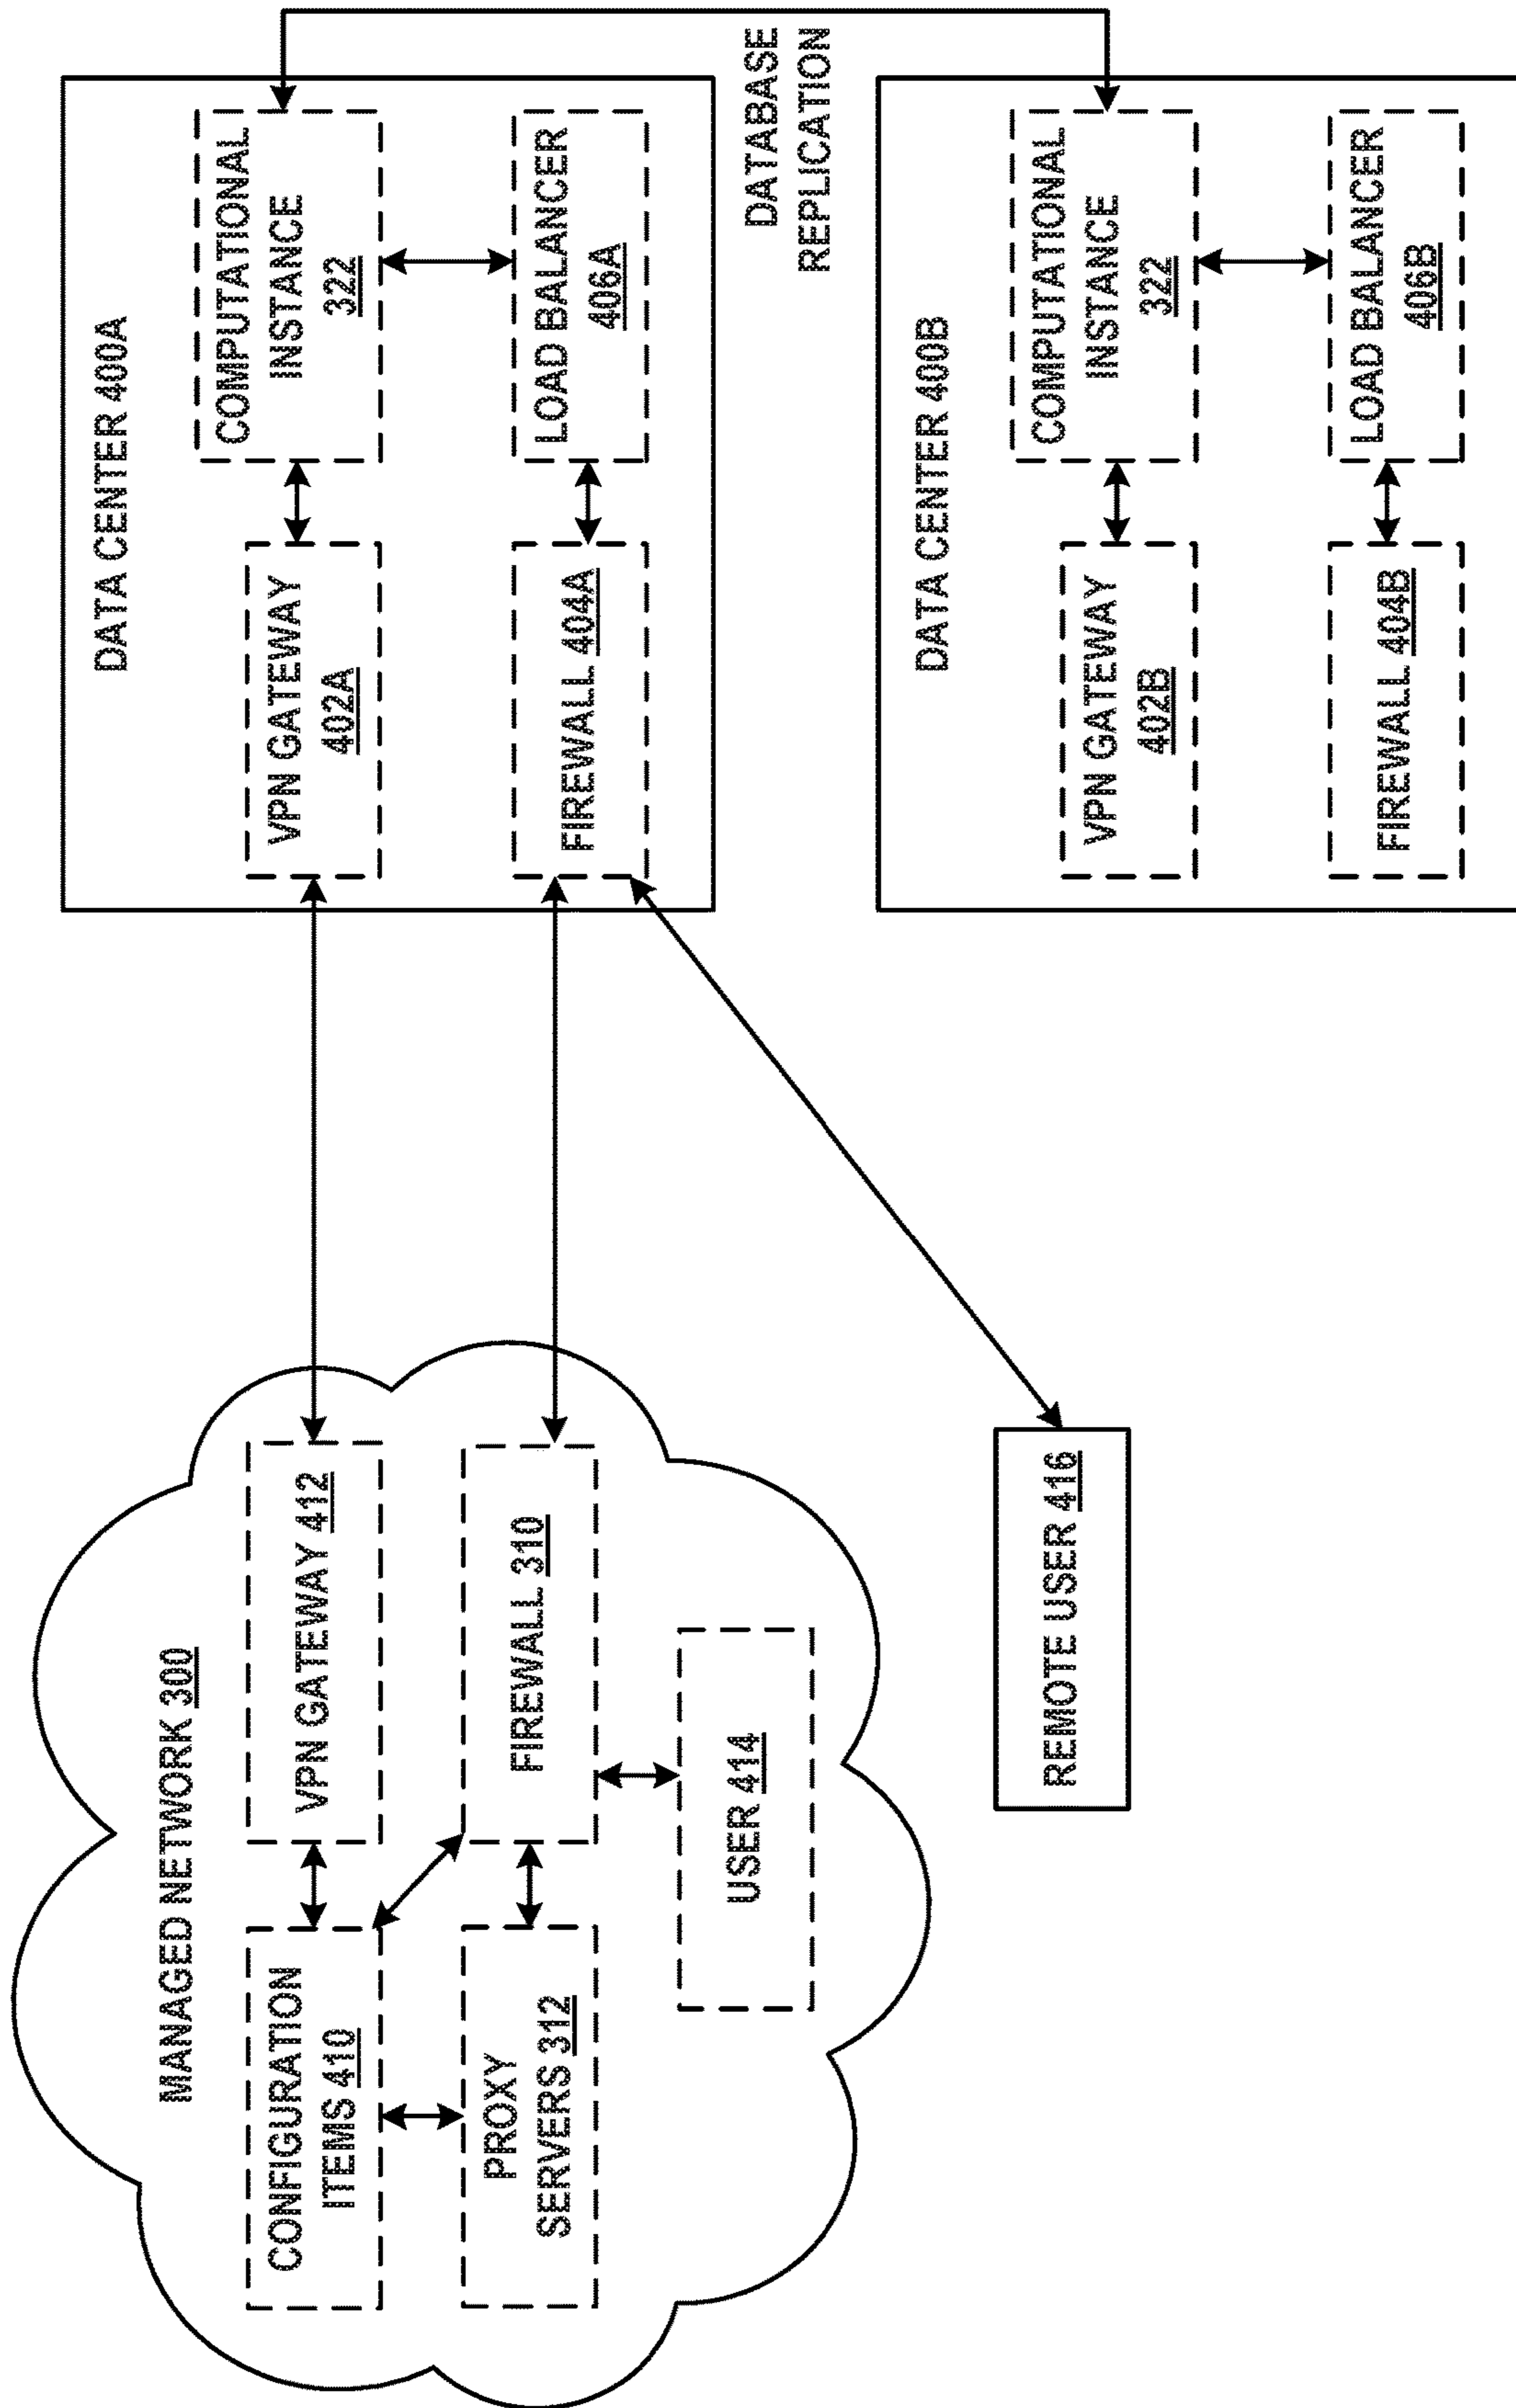 MANAGED NETWORK 300
CONFIGURATION
ITEMS 410
VPN GATEWAY 412
PROXY
SERVERS 312
FIREWALL 310
USER 414
REMOTE USER 416
DATA CENTER 400A
VPN GATEWAY
402A
COMPUTATIONAL
INSTANCE
322
FIREWALL 404A
LOAD BALANCER
406A
DATABASE
REPLICATION
DATA CENTER 400B
VPN GATEWAY
402B
COMPUTATIONAL
INSTANCE
322
FIREWALL 404B
LOAD BALANCER
406B